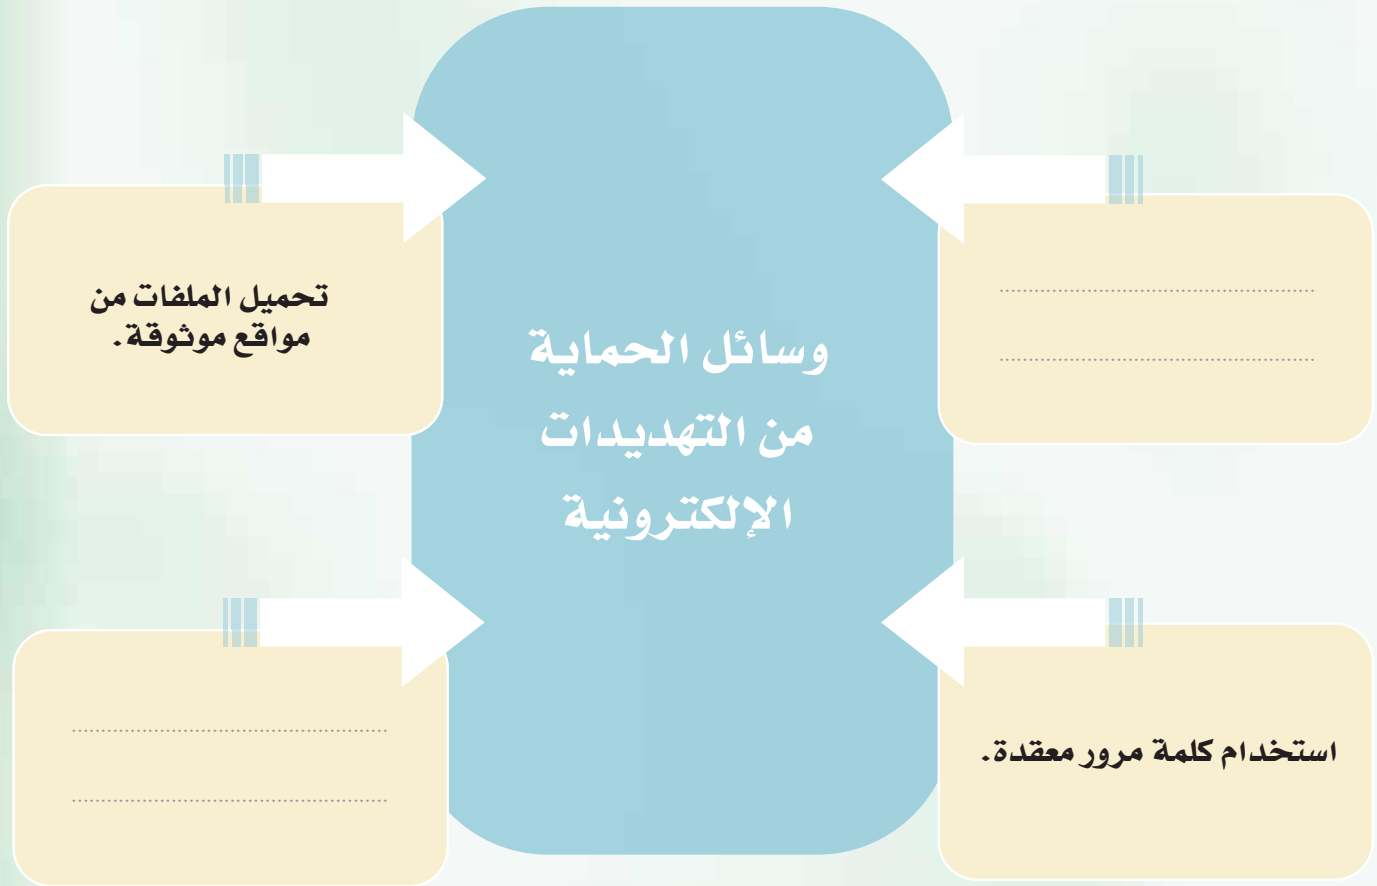 وسائل الحماية
من التهديدات
الإلكترونية
تحميل الملفات من
مواقع موثوقة.
استخدام كلمة مرور معقدة.